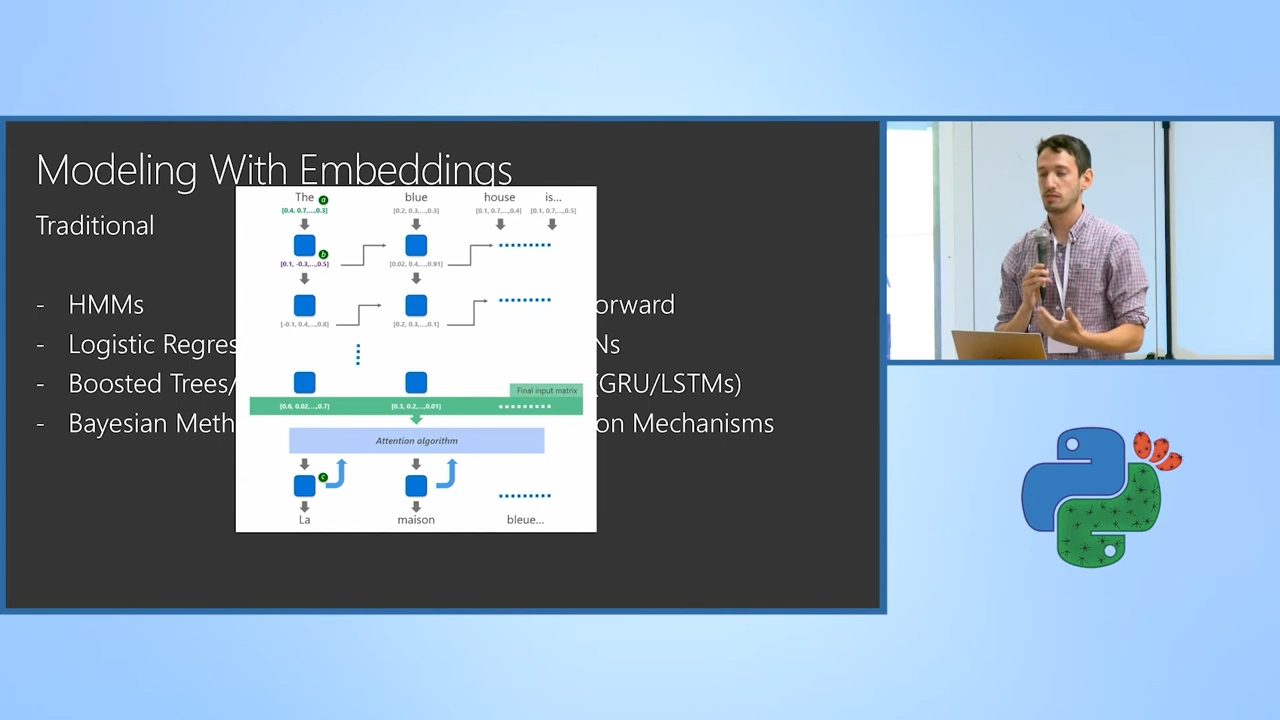 Modeling With Embeddings
Traditional
- HMMs
- Logistic Regres
- Boosted Trees/
- Bayesian Meth
orward
Ns
(GRU/LSTMs)
on Mechanisms
The a blue house is...
[0.4, 0.7,...,0.3] [0.2, 0.3,...,0.3] [0.1, 0.7,...,0.4] [0.1, 0.7,...,0.5]
b
[0.1, -0.3,...,0.5] [0.02, 0.4,...,0.91]
[-0.1, 0.4,...,0.8] [0.2, 0.3,...,0.1]
Final input matrix
[0.6, 0.02,...,0.7] [0.3, 0.2,...,0.01]
Attention algorithm
c
La maison bleue...